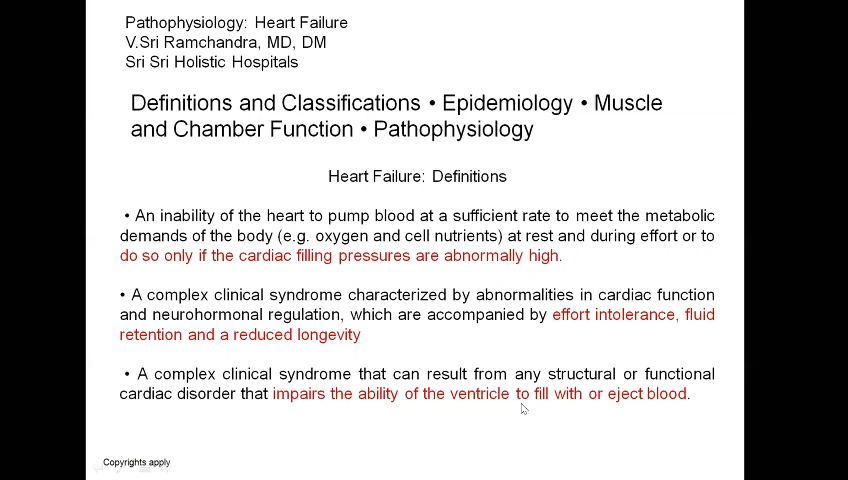 Pathophysiology: Heart Failure
V.Sri Ramchandra, MD, DM
Sri Sri Holistic Hospitals
Definitions and Classifications • Epidemiology • Muscle
and Chamber Function • Pathophysiology
Heart Failure: Definitions
• An inability of the heart to pump blood at a sufficient rate to meet the metabolic
demands of the body (e.g. oxygen and cell nutrients) at rest and during effort or to
do so only if the cardiac filling pressures are abnormally high.
• A complex clinical syndrome characterized by abnormalities in cardiac function
and neurohormonal regulation, which are accompanied by effort intolerance, fluid
retention and a reduced longevity
• A complex clinical syndrome that can result from any structural or functional
cardiac disorder that impairs the ability of the ventricle to fill with or eject blood.
Copyrights apply